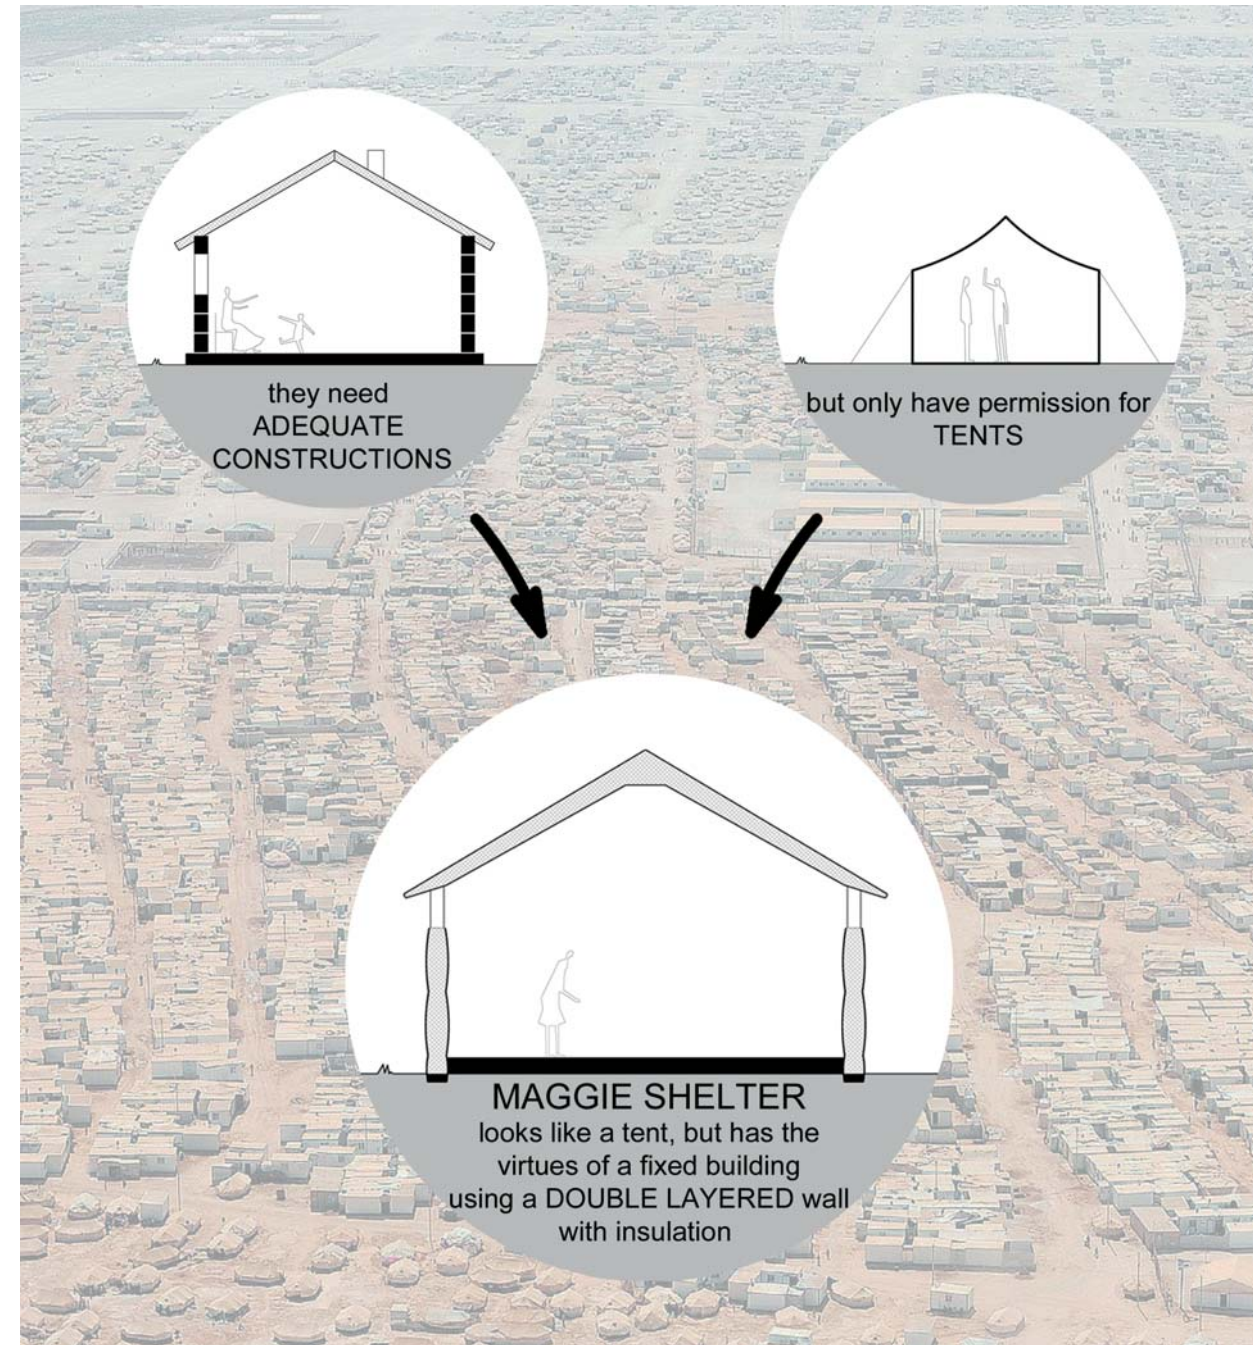 they need
ADEQUATE
CONSTRUCTIONS
but only have permission for
TENTS
MAGGIE SHELTER
looks like a tent, but has the
virtues of a fixed building
using a DOUBLE LAYERED wall
with insulation